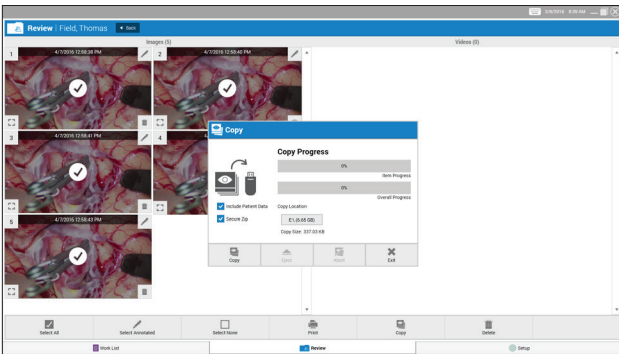 5/8/2016 8:39 AM
Review | Field, Thomas
Back
Images (5)
Videos (0)
1
4/7/2016 12:58:38 PM
2
4/7/2016 12:58:40 PM
3
4/7/2016 12:58:41 PM
4
5
4/7/2016 12:58:43 PM
Copy
Copy Progress
0%
Item Progress
0%
Overall Progress
Include Patient Data
Copy Location
Secure Zip
E:\ (6.65 GB)
Copy Size: 337.03 KB
Copy
Eject
Abort
Exit
Select All
Select Annotated
Select None
Print
Copy
Delete
Work List
Review
Setup